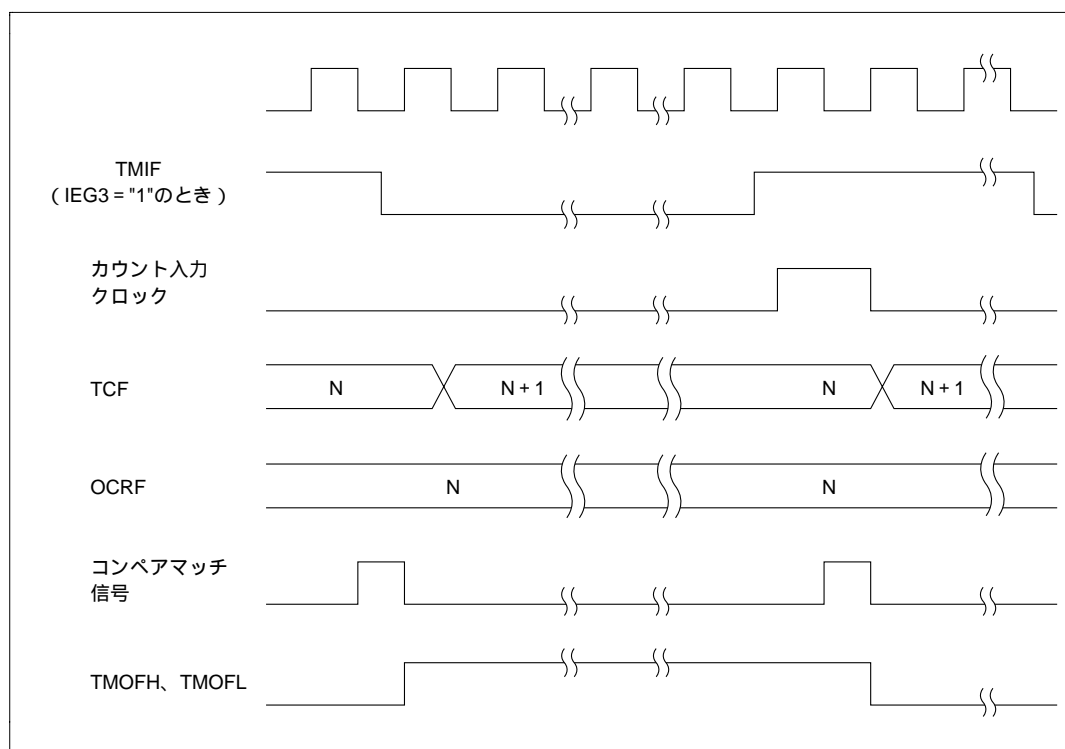 TMIF
( IEG3 = "1"のとき )
カウント入力
クロック
TCF
N
N + 1
N
N + 1
OCRF
N
N
コンペアマッチ
信号
TMOFH、TMOFL